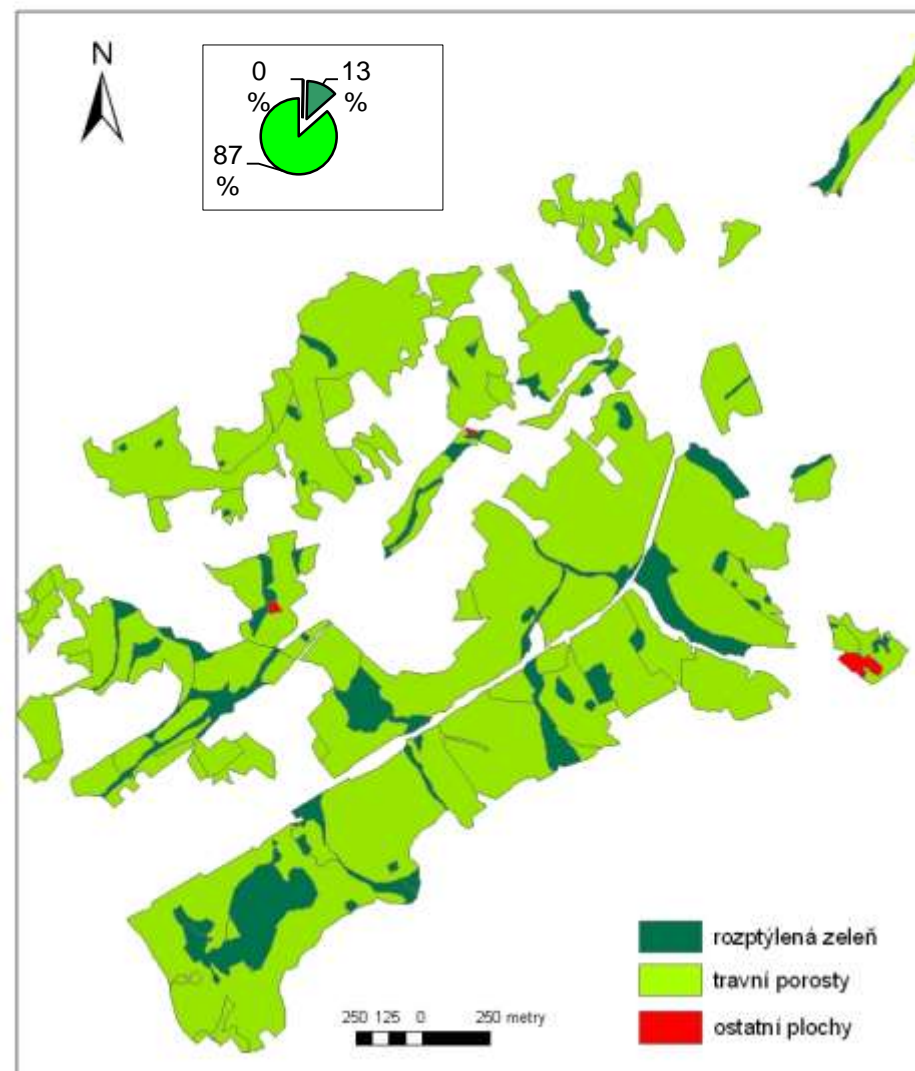 N
0 %
13 %
87 %
rozptýlená zeleň
travní porosty
ostatní plochy
250 125 0 250 metry